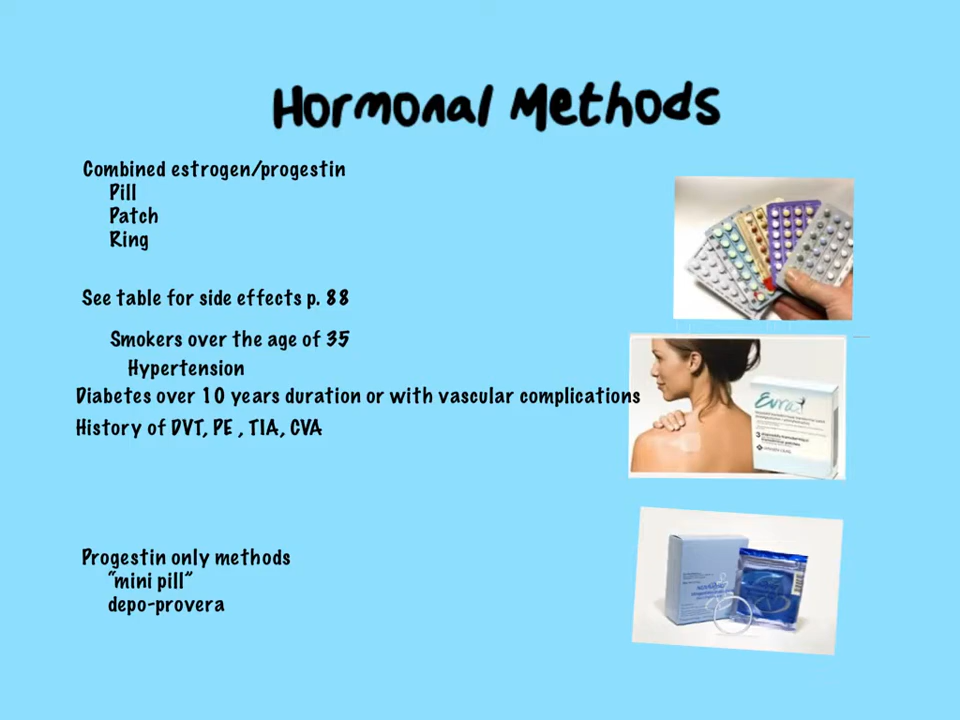 Hormonal Methods
Combined estrogen/progestin
Pill
Patch
Ring
See table for side effects p. 88
Smokers over the age of 35
Hypertension
Diabetes over 10 years duration or with vascular complications
History of DVT, PE , TIA, CVA
Evra
3
Progestin only methods
"mini pill"
depo-provera